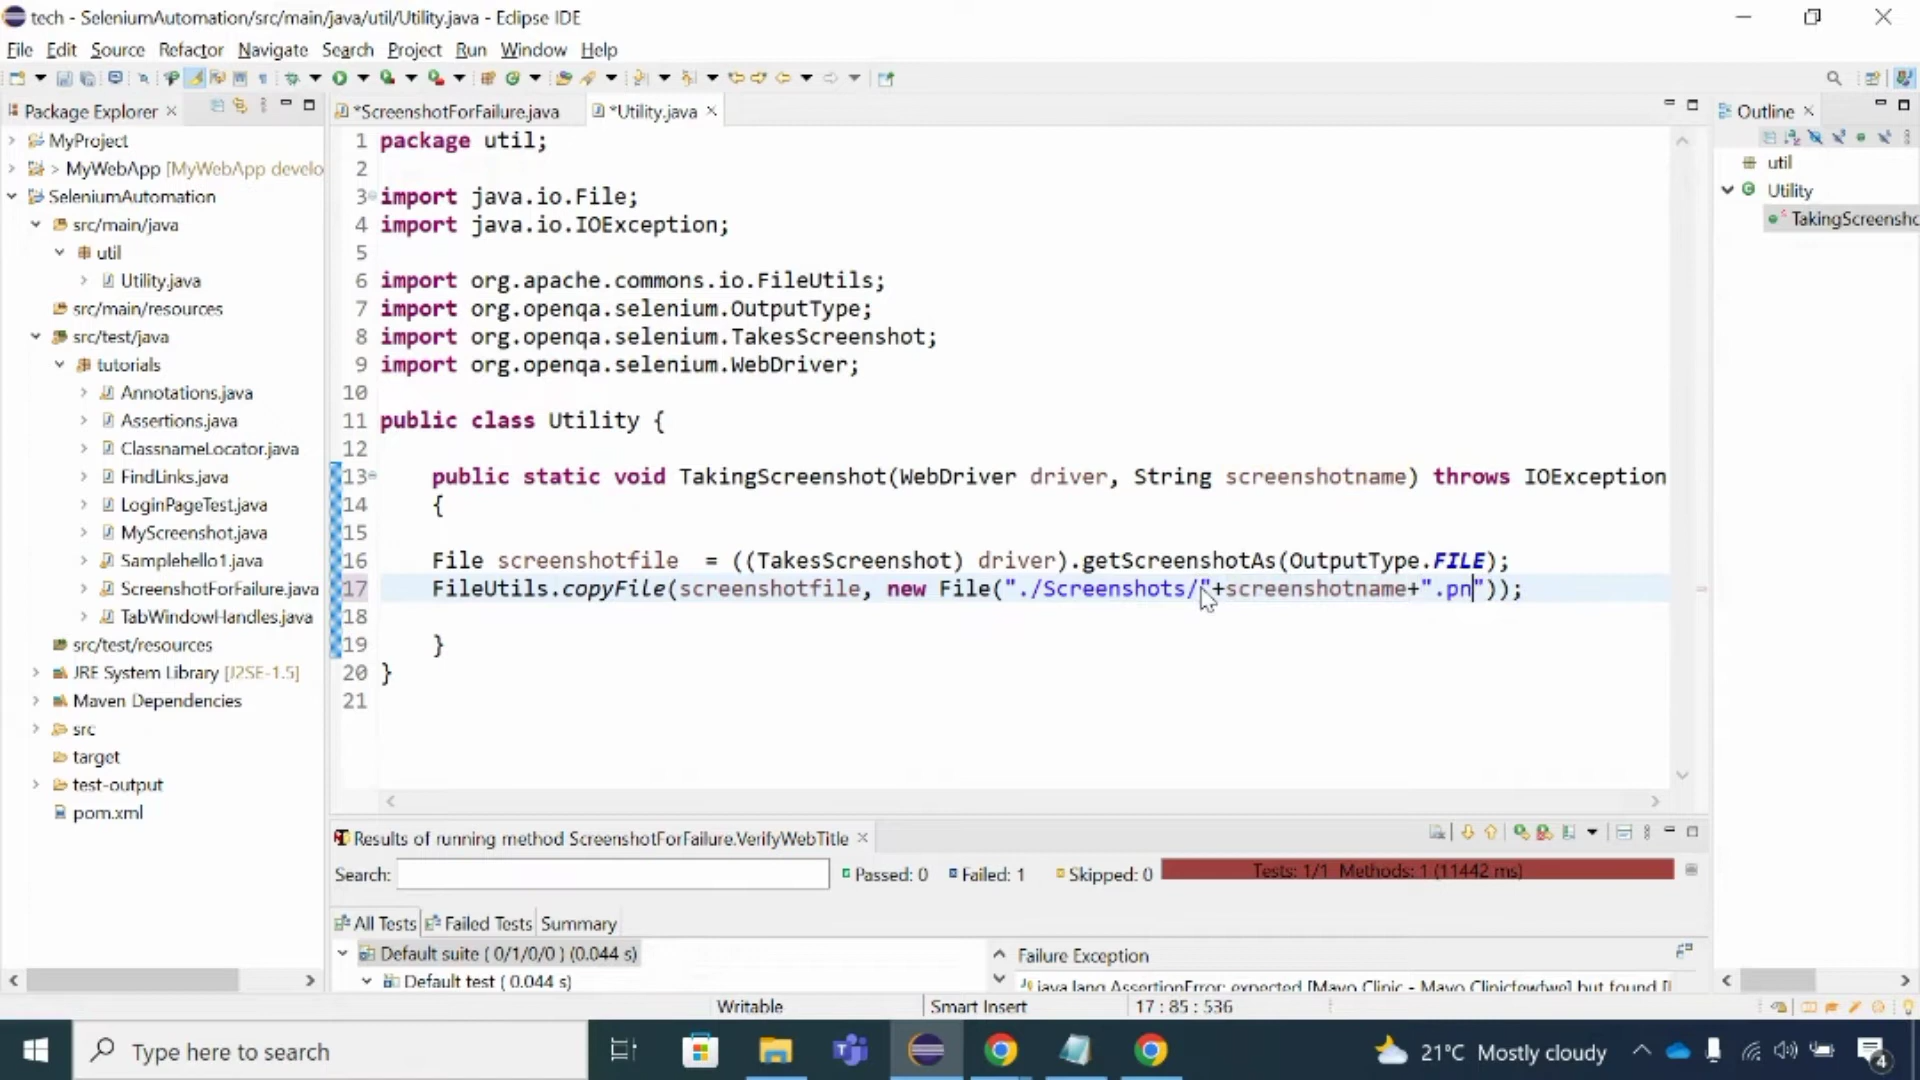 tech - SeleniumAutomation/src/main/java/util/Utility.java - Eclipse IDE
File Edit Source Refactor Navigate Search Project Run Window Help
Package Explorer
MyProject
> MyWebApp [MyWebApp develo
SeleniumAutomation
src/main/java
util
Utility.java
src/main/resources
src/test/java
tutorials
Annotations.java
Assertions.java
ClassnameLocator.java
FindLinks.java
LoginPageTest.java
MyScreenshot.java
Samplehello1.java
ScreenshotForFailure.java
TabWindowHandles.java
src/test/resources
JRE System Library [J2SE-1.5]
Maven Dependencies
src
target
test-output
pom.xml
*ScreenshotForFailure.java
*Utility.java
1 package util;
2
3 import java.io.File;
4 import java.io.IOException;
5
6 import org.apache.commons.io.FileUtils;
7 import org.openqa.selenium.OutputType;
8 import org.openqa.selenium.TakesScreenshot;
9 import org.openqa.selenium.WebDriver;
10
11 public class Utility {
12
13 public static void TakingScreenshot(WebDriver driver, String screenshotname) throws IOException
14 {
15
16 File screenshotfile = ((TakesScreenshot) driver).getScreenshotAs(OutputType.FILE);
17 FileUtils.copyFile(screenshotfile, new File("./Screenshots/"+screenshotname+".pn"));
18
19 }
20 }
21
Outline
util
Utility
TakingScreensho
Results of running method ScreenshotForFailure.VerifyWebTitle
Search: Passed: 0 Failed: 1 Skipped: 0 Tests: 1/1 Methods: 1 (11442 ms)
All Tests Failed Tests Summary
Default suite ( 0/1/0/0 ) (0.044 s)
Default test ( 0.044 s)
Failure Exception
java.lang.AssertionError: expected [Mayo Clinic - Mayo Clinicfewdwe] but found [
Writable Smart Insert 17 : 85 : 536
Type here to search
21°C Mostly cloudy
4